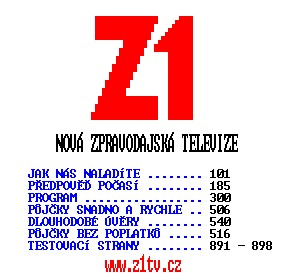 Z1
NOVÁ ZPRAVODAJSKÁ TELEVIZE
JAK NÁS NALADÍTE ........ 101
PŘEDPOVĚĎ POČASÍ ........ 185
PROGRAM ................. 300
PŮJČKY SNADNO A RYCHLE .. 506
DLOUHODOBÉ ÚVĚRY ........ 540
PŮJČKY BEZ POPLATKŮ ..... 516
TESTOVACÍ STRANY ........ 891 - 898
www.z1tv.cz